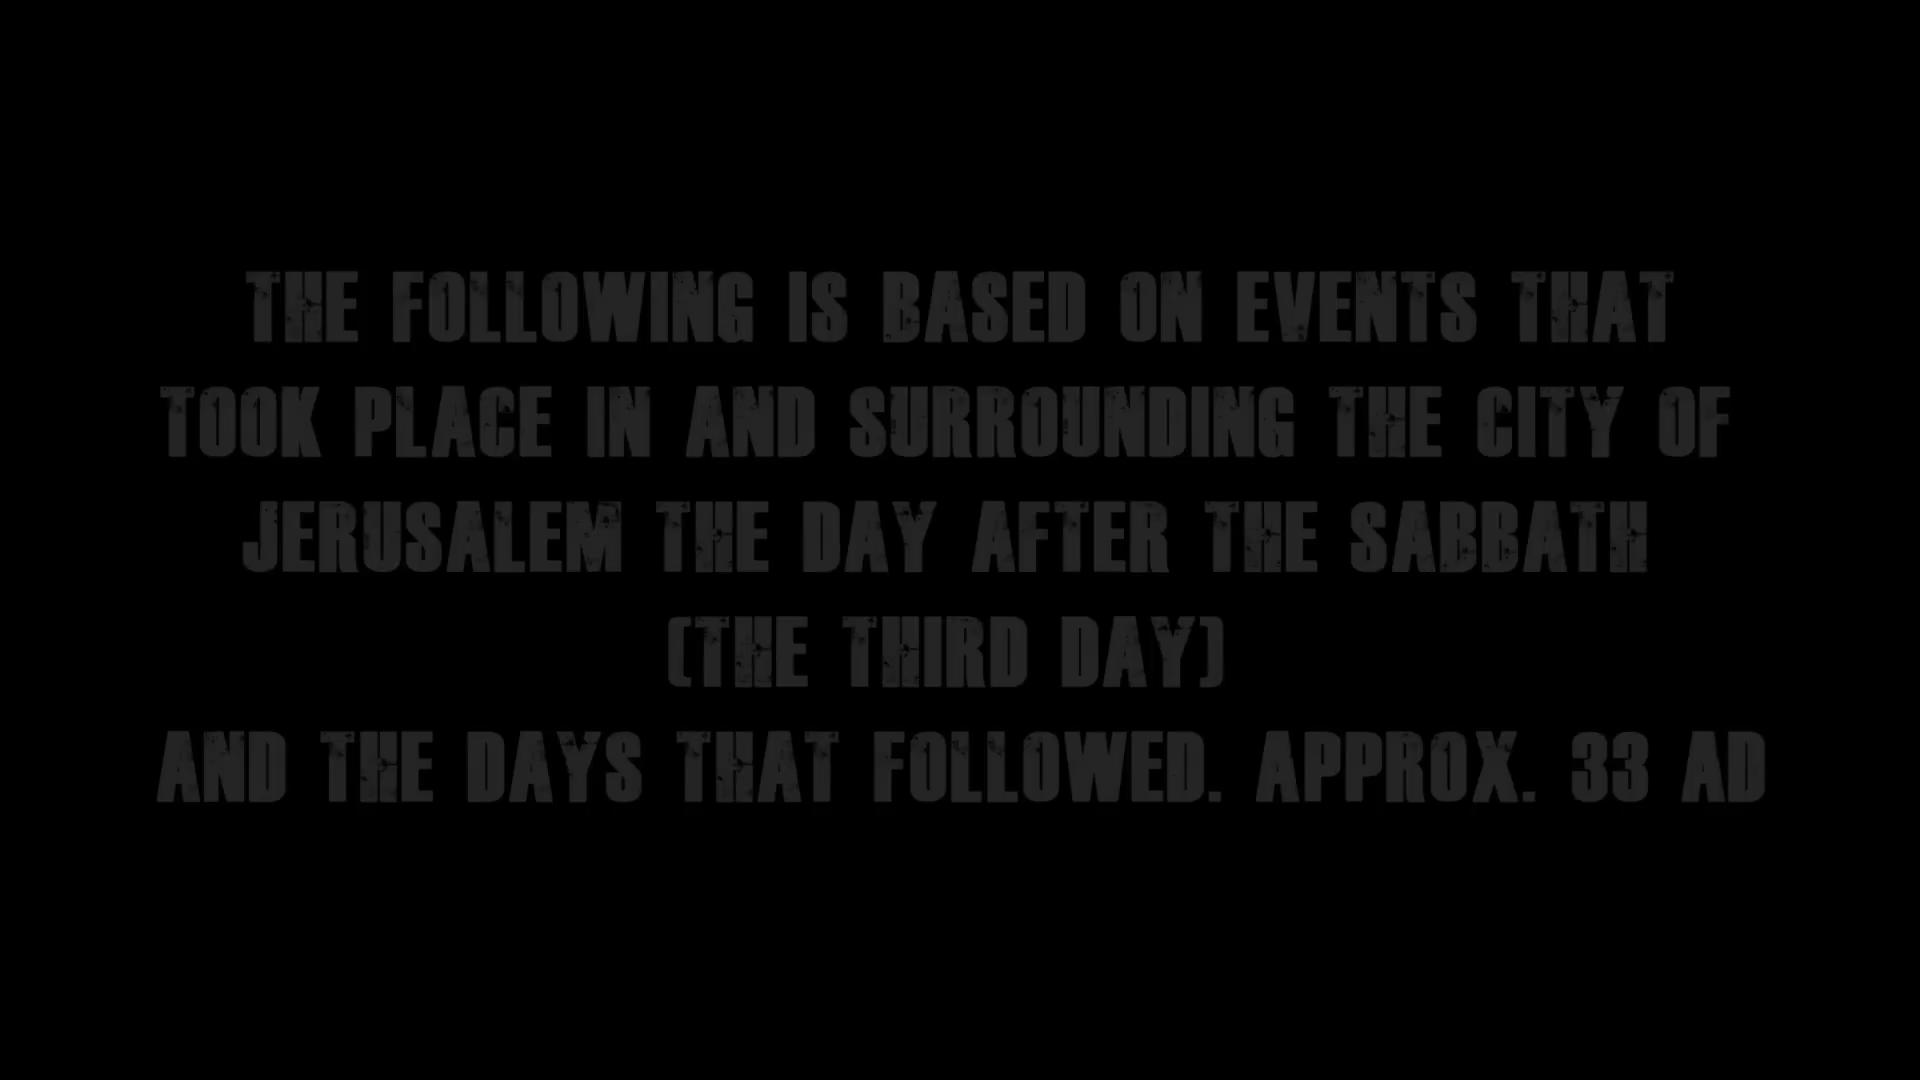 THE FOLLOWING IS BASED ON EVENTS THAT
TOOK PLACE IN AND SURROUNDING THE CITY OF
JERUSALEM THE DAY AFTER THE SABBATH
(THE THIRD DAY)
AND THE DAYS THAT FOLLOWED. APPROX. 33 AD